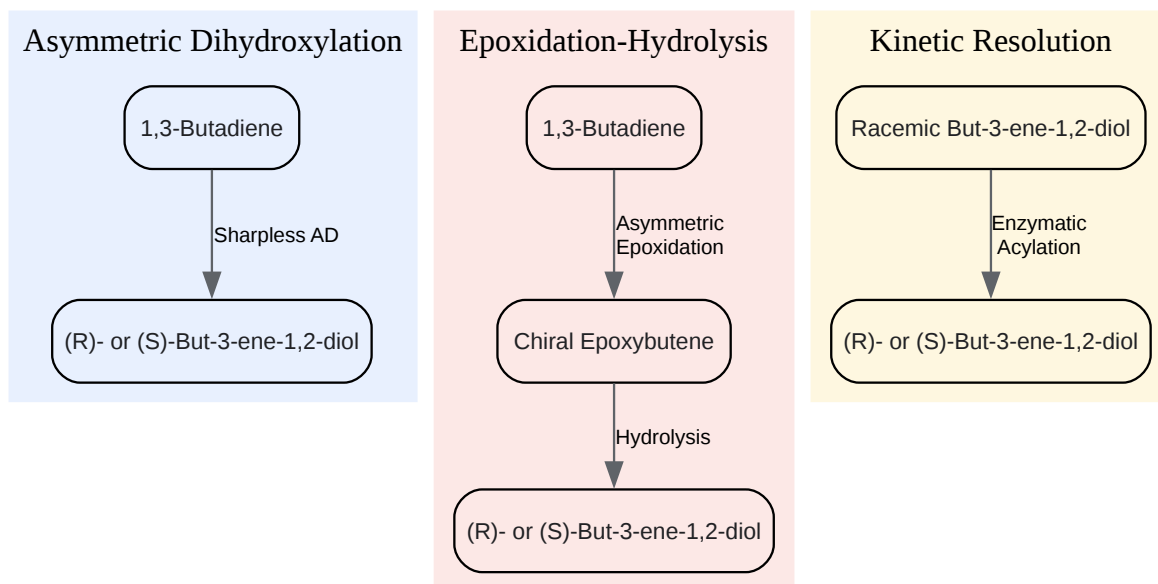 Asymmetric Dihydroxylation
1,3-Butadiene
Sharpless AD
(R)- or (S)-But-3-ene-1,2-diol
Epoxidation-Hydrolysis
1,3-Butadiene
Asymmetric
Epoxidation
Chiral Epoxybutene
Hydrolysis
(R)- or (S)-But-3-ene-1,2-diol
Kinetic Resolution
Racemic But-3-ene-1,2-diol
Enzymatic
Acylation
(R)- or (S)-But-3-ene-1,2-diol